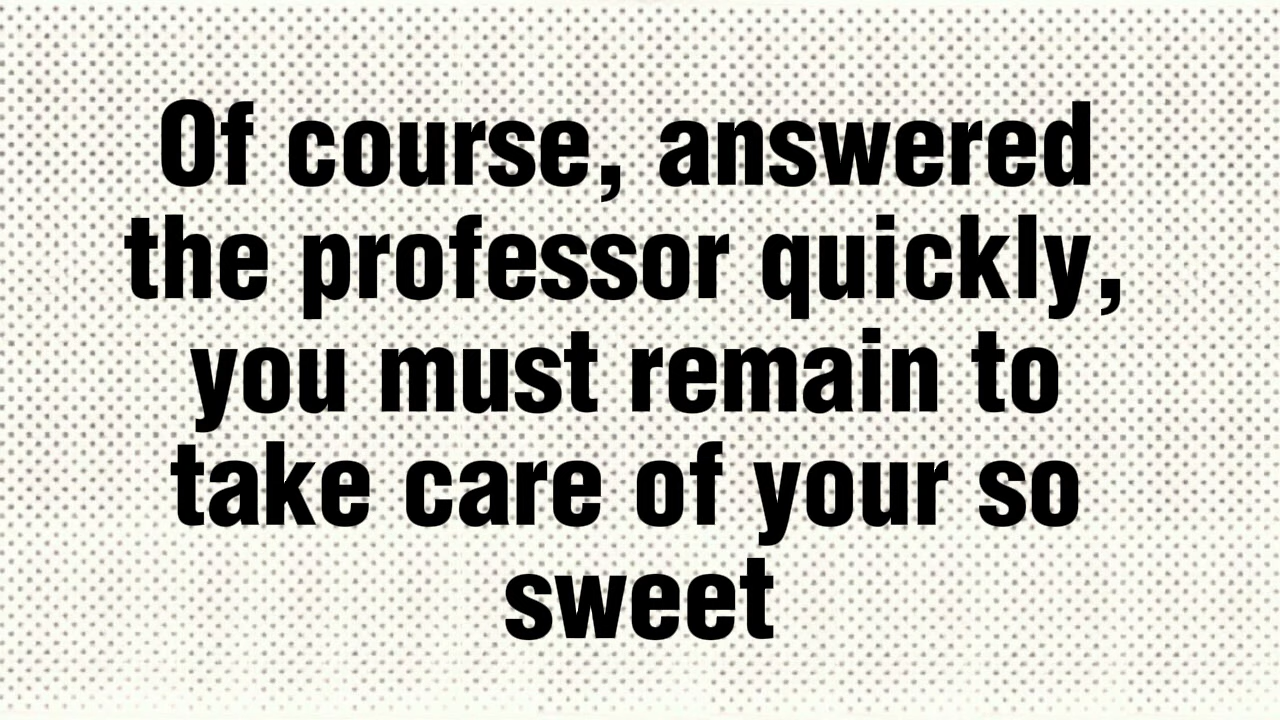 Of course, answered
the professor quickly,
you must remain to
take care of your so
sweet